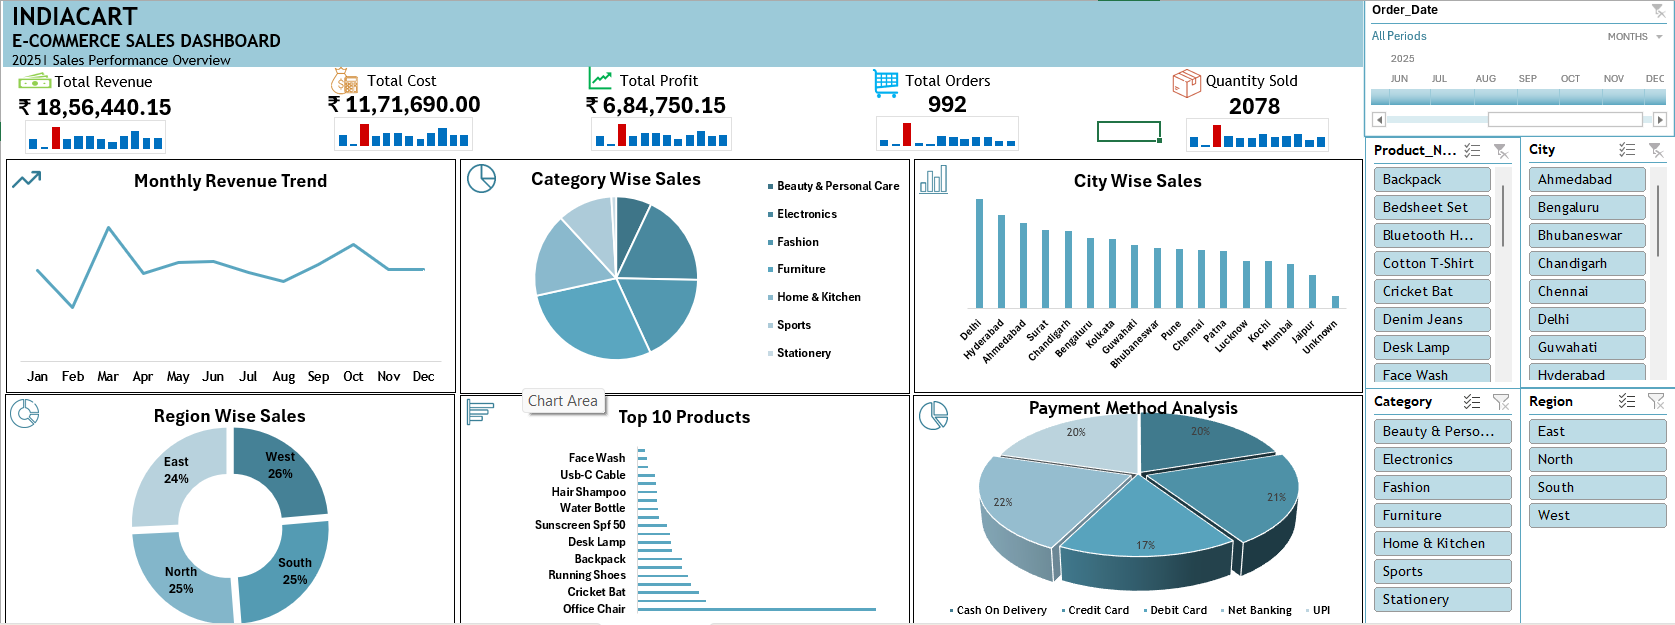 INDIACART
E-COMMERCE SALES DASHBOARD
2025| Sales Performance Overview
Total Revenue
₹ 18,56,440.15
Total Cost
₹ 11,71,690.00
Total Profit
₹ 6,84,750.15
Total Orders
992
Quantity Sold
2078
Order_Date
All Periods
MONTHS
2025
JUN JUL AUG SEP OCT NOV DEC
Monthly Revenue Trend
Jan Feb Mar Apr May Jun Jul Aug Sep Oct Nov Dec
Category Wise Sales
Beauty & Personal Care
Electronics
Fashion
Furniture
Home & Kitchen
Sports
Stationery
City Wise Sales
Delhi
Hyderabad
Ahmedabad
Surat
Chandigarh
Bengaluru
Kolkata
Guwahati
Bhubaneswar
Pune
Chennai
Patna
Lucknow
Kochi
Mumbai
Jaipur
Unknown
Product_N...
Backpack
Bedsheet Set
Bluetooth H...
Cotton T-Shirt
Cricket Bat
Denim Jeans
Desk Lamp
Face Wash
City
Ahmedabad
Bengaluru
Bhubaneswar
Chandigarh
Chennai
Delhi
Guwahati
Hyderabad
Region Wise Sales
East
24%
West
26%
North
25%
South
25%
Chart Area
Top 10 Products
Face Wash
Usb-C Cable
Hair Shampoo
Water Bottle
Sunscreen Spf 50
Desk Lamp
Backpack
Running Shoes
Cricket Bat
Office Chair
Payment Method Analysis
20%
20%
22%
21%
17%
Cash On Delivery Credit Card Debit Card Net Banking UPI
Category
Beauty & Perso...
Electronics
Fashion
Furniture
Home & Kitchen
Sports
Stationery
Region
East
North
South
West